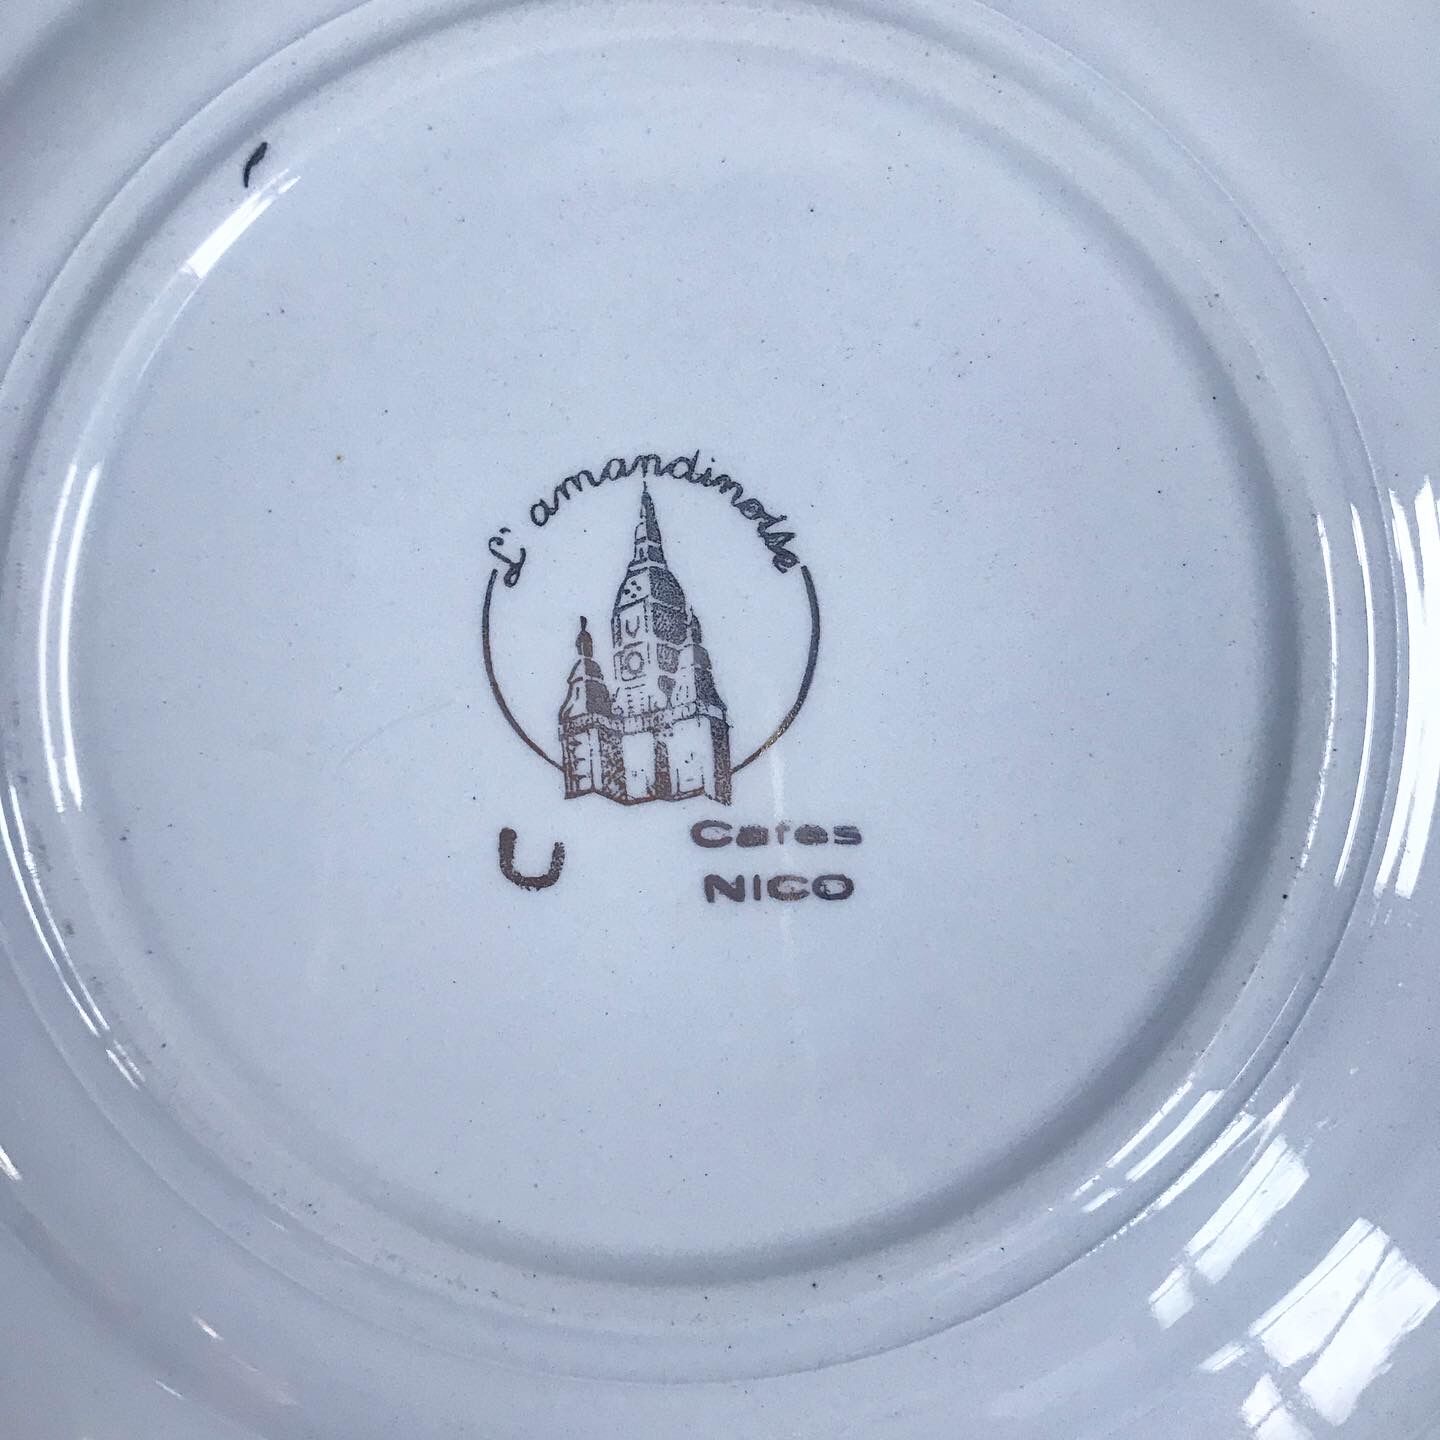 L'amandinoise
U
Cafes
NICO